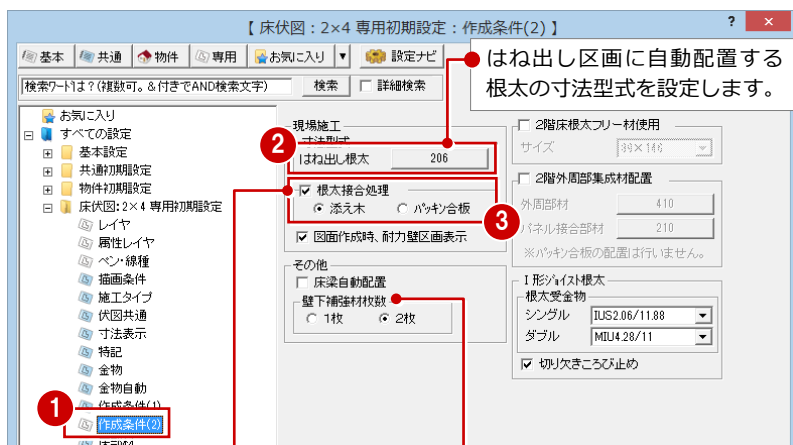 【 床伏図：2×4 専用初期設定：作成条件(2) 】
? ×
基本 共通 物件 専用 お気に入り ▼ 設定ナビ
はね出し区画に自動配置する
根太の寸法型式を設定します。
検索ワードは？(複数可。&付きでAND検索文字) 検索 詳細検索
お気に入り
すべての設定
基本設定
共通初期設定
物件初期設定
床伏図:2×4 専用初期設定
レイヤ
属性レイヤ
ペン・線種
描画条件
施工タイプ
伏図共通
寸法表示
特記
金物
金物自動
作成条件(1)
1
作成条件(2)
現場施工
寸法型式
2
はね出し根太 206
根太接合処理
添え木 パッキン合板
3
図面作成時、耐力壁区画表示
その他
床梁自動配置
壁下補強材枚数
1枚 2枚
2階床根太フリー材使用
サイズ 39×146
2階外周部集成材配置
外周部材 410
パネル接合部材 210
※パッキン合板の配置は行いません。
I形ジョイスト根太
根太受金物
シングル IUS2.06/11.88
ダブル MIU4.28/11
切り欠きころび止め